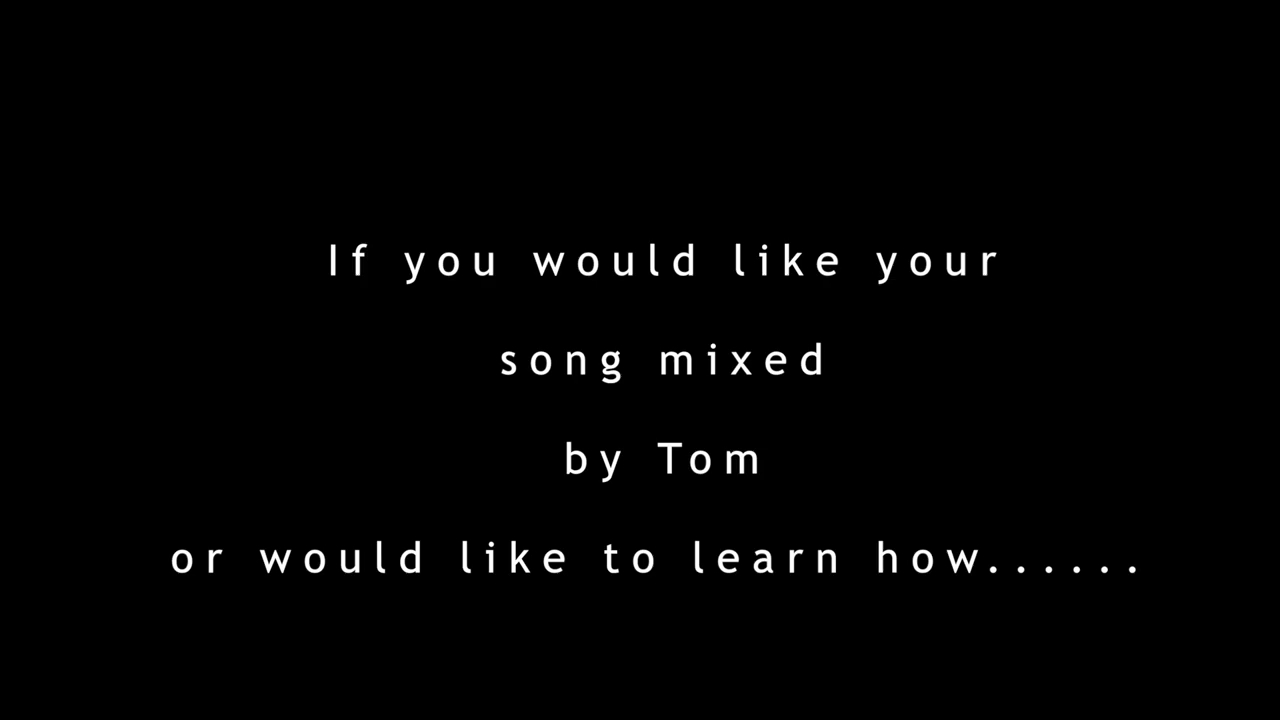 If you would like your
song mixed
by Tom
or would like to learn how......